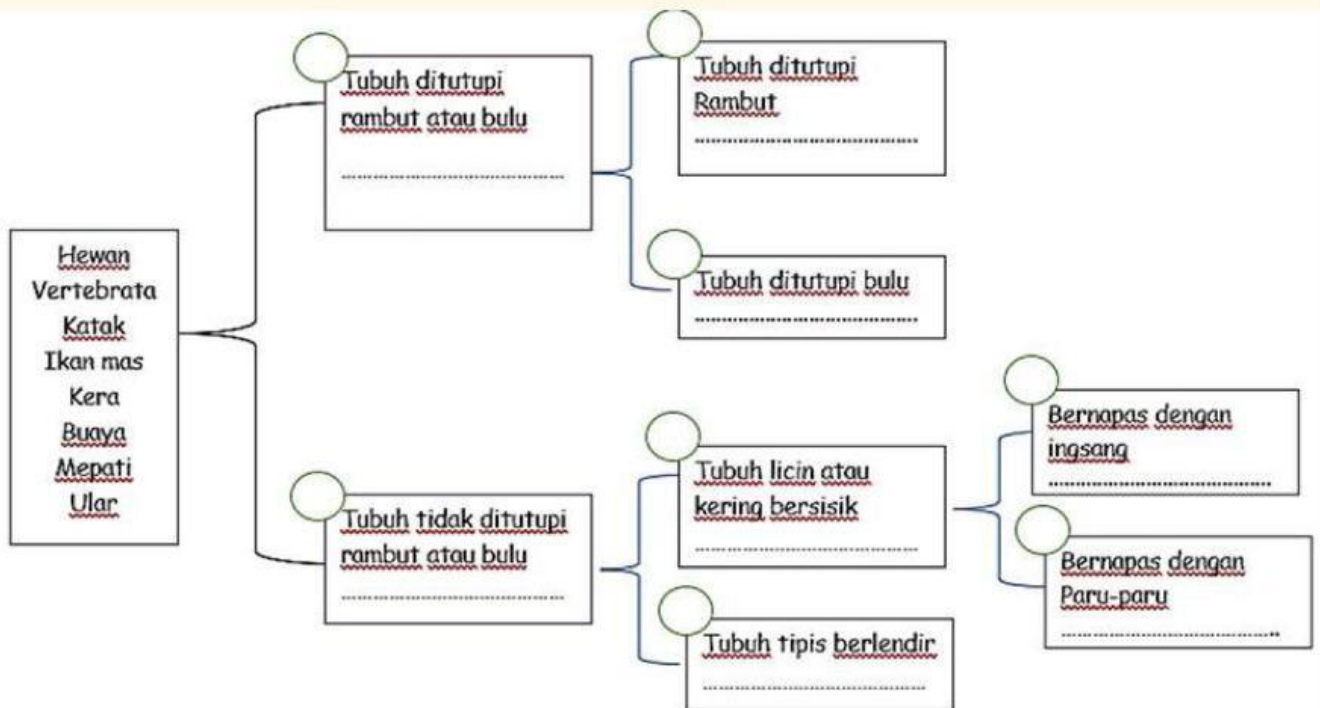 Hewan
Vertebrata
Katak
Ikan mas
Kera
Buaya
Mepati
Ular
Tubuh ditutupi
rambut atau bulu
..........................................
Tubuh ditutupi
Rambut
..........................................
Tubuh ditutupi bulu
..........................................
Tubuh tidak ditutupi
rambut atau bulu
..........................................
Tubuh licin atau
kering bersisik
..........................................
Bernapas dengan
ingsang
..........................................
Bernapas dengan
Paru-paru
..........................................
Tubuh tipis berlendir
..........................................